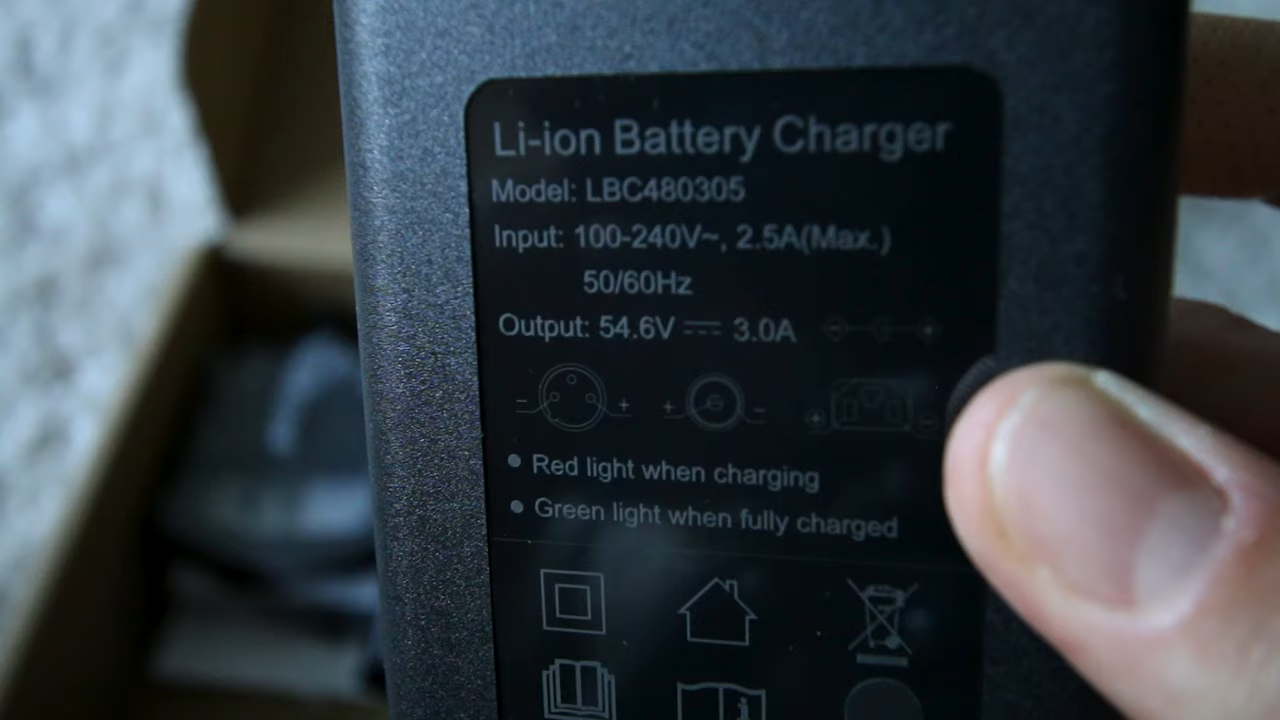 Li-ion Battery Charger
Model: LBC480305
Input: 100-240V~, 2.5A(Max.)
50/60Hz
Output: 54.6V ⎓ 3.0A
- +
+ -
+ -
• Red light when charging
• Green light when fully charged